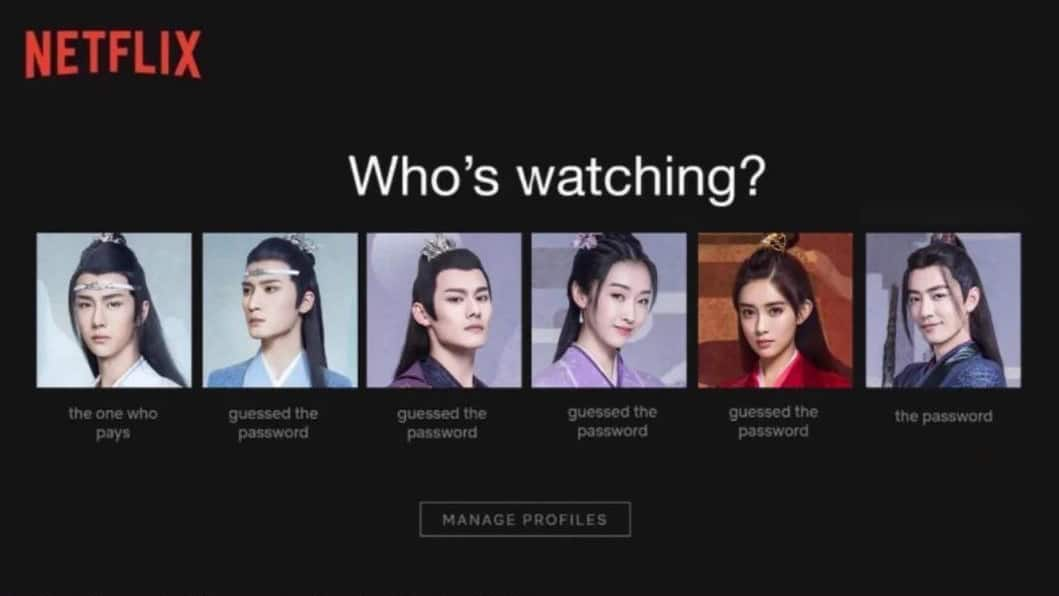 NETFLIX
Who's watching?
the one who
pays
guessed the
password
guessed the
password
guessed the
password
guessed the
password
the password
MANAGE PROFILES